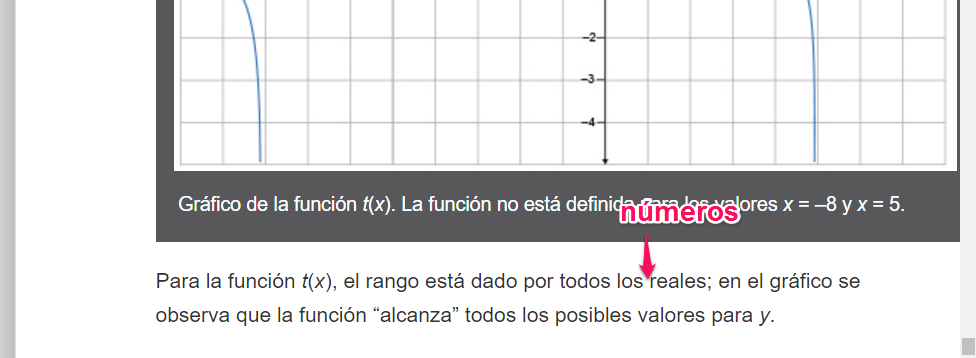 –2
–3
–4
Gráfico de la función t(x). La función no está definida para los valores x = –8 y x = 5.
números
Para la función t(x), el rango está dado por todos los reales; en el gráfico se
observa que la función “alcanza” todos los posibles valores para y.